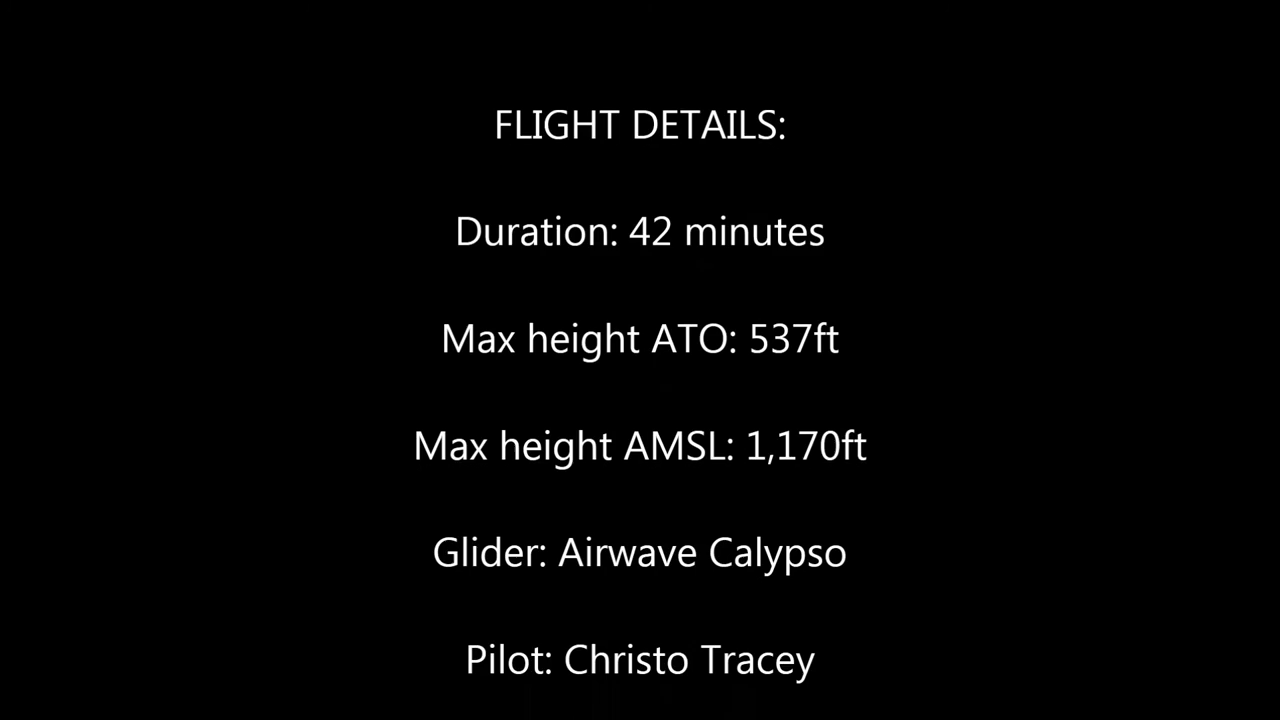 FLIGHT DETAILS:
Duration: 42 minutes
Max height ATO: 537ft
Max height AMSL: 1,170ft
Glider: Airwave Calypso
Pilot: Christo Tracey